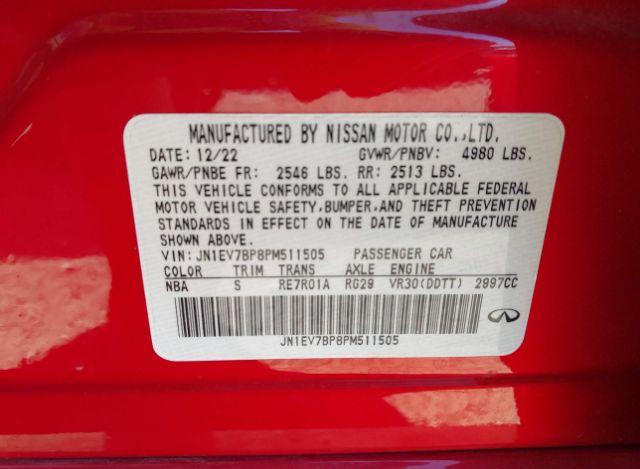 MANUFACTURED BY NISSAN MOTOR CO.,LTD.
DATE: 12/22 GVWR/PNBV: 4980 LBS.
GAWR/PNBE FR: 2546 LBS. RR: 2513 LBS.
THIS VEHICLE CONFORMS TO ALL APPLICABLE FEDERAL
MOTOR VEHICLE SAFETY, BUMPER, AND THEFT PREVENTION
STANDARDS IN EFFECT ON THE DATE OF MANUFACTURE
SHOWN ABOVE.
VIN: JN1EV7BP8PM511505 PASSENGER CAR
COLOR TRIM TRANS AXLE ENGINE
NBA S RE7R01A RG29 VR30(DDTT) 2997CC
JN1EV7BP8PM511505